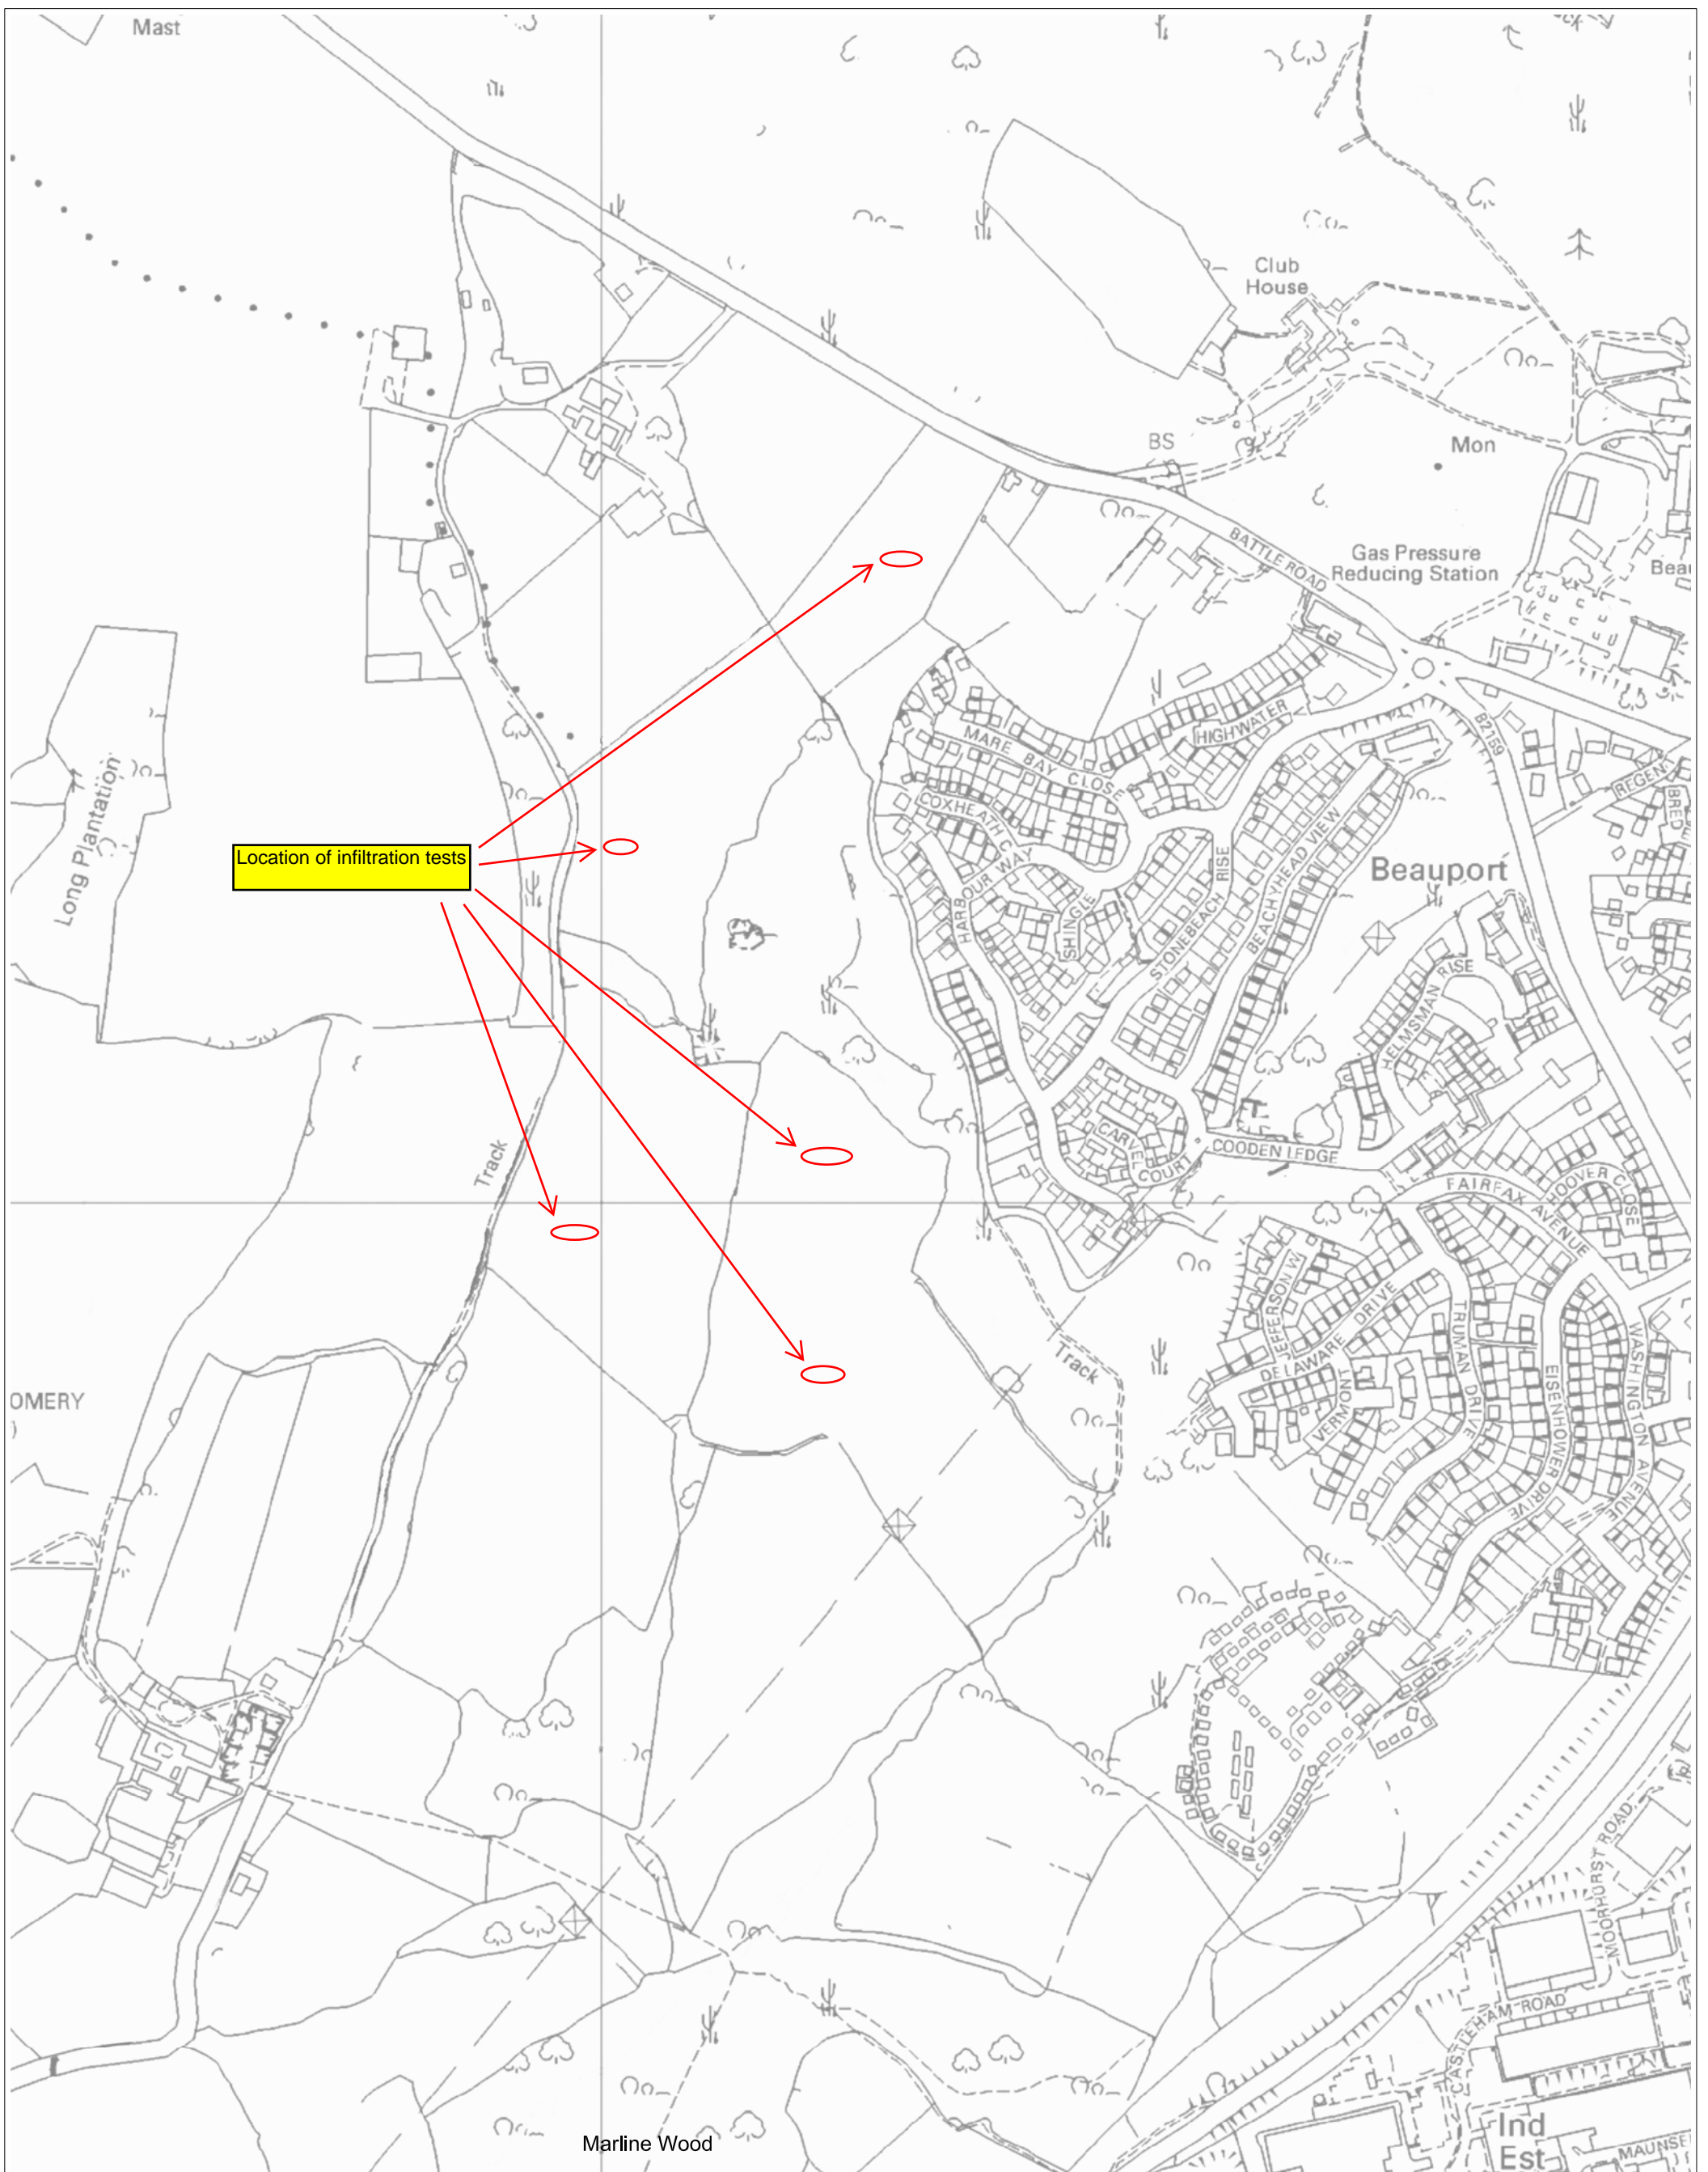 Mast
Club
House
BS
Mon
BATTLE ROAD
Gas Pressure
Reducing Station
Beau
HIGHWATER
B2159
MARE BAY CLOSE
REGENT
BRED
COXHEATH C
Long Plantation
Location of infiltration tests
HARBOUR WAY
RISE
BEACHYHEAD VIEW
Beauport
SHINGLE
STONEBEACH
HELMSMAN RISE
Track
CARVEL
COURT
COODEN LEDGE
FAIRFAX AVENUE
HOOVER CLOSE
JEFFERSON W
DELAWARE DRIVE
TRUMAN DRIVE
WASHINGTON AVENUE
Track
VERMONT
EISENHOWER DRIVE
OMERY
MOORHURST ROAD
CASTLEHAM ROAD
Marline Wood
Ind
Est
MAUNSE